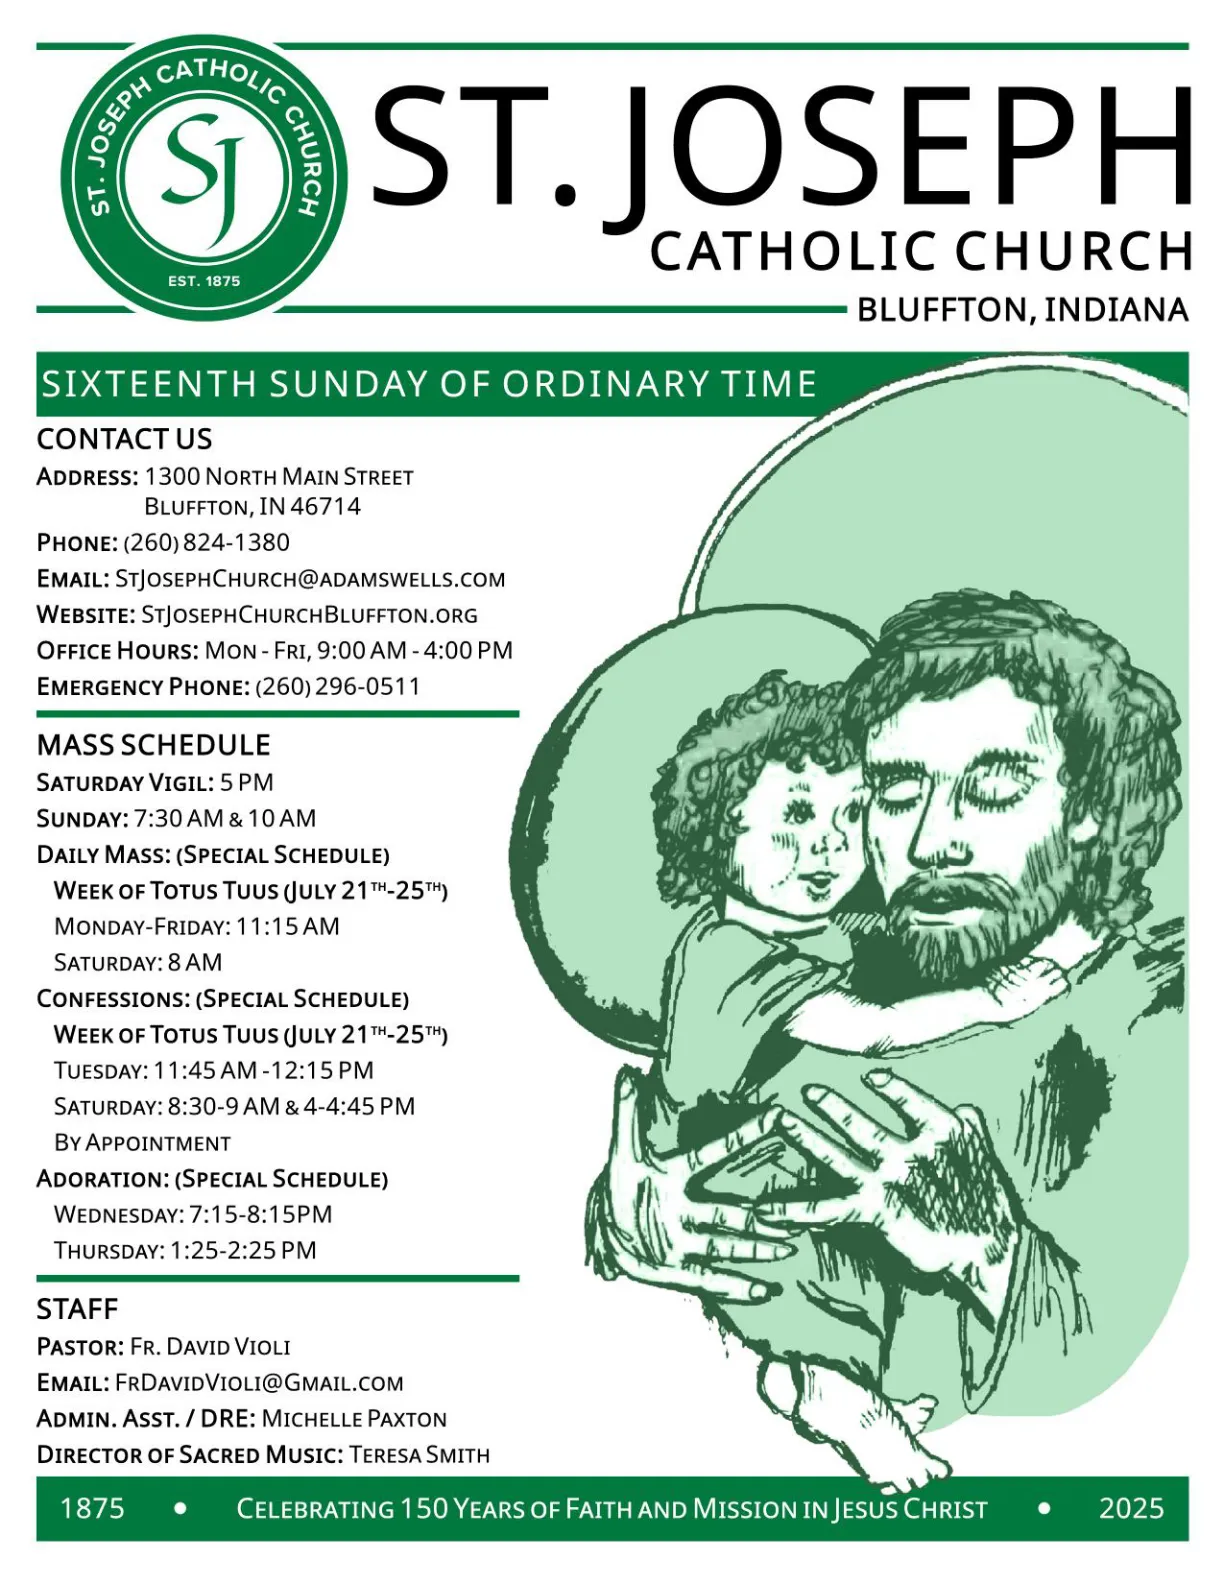 ST. JOSEPH CATHOLIC CHURCH
SJ
EST. 1875
ST. JOSEPH
CATHOLIC CHURCH
BLUFFTON, INDIANA
SIXTEENTH SUNDAY OF ORDINARY TIME
CONTACT US
Address: 1300 North Main Street
Bluffton, IN 46714
Phone: (260) 824-1380
Email: StJosephChurch@adamswells.com
Website: StJosephChurchBluffton.org
Office Hours: Mon - Fri, 9:00 AM - 4:00 PM
Emergency Phone: (260) 296-0511
MASS SCHEDULE
Saturday Vigil: 5 PM
Sunday: 7:30 AM & 10 AM
Daily Mass: (Special Schedule)
Week of Totus Tuus (July 21TH-25TH)
Monday-Friday: 11:15 AM
Saturday: 8 AM
Confessions: (Special Schedule)
Week of Totus Tuus (July 21TH-25TH)
Tuesday: 11:45 AM -12:15 PM
Saturday: 8:30-9 AM & 4-4:45 PM
By Appointment
Adoration: (Special Schedule)
Wednesday: 7:15-8:15PM
Thursday: 1:25-2:25 PM
STAFF
Pastor: Fr. David Violi
Email: FrDavidVioli@Gmail.com
Admin. Asst. / DRE: Michelle Paxton
Director of Sacred Music: Teresa Smith
1875 • Celebrating 150 Years of Faith and Mission in Jesus Christ • 2025